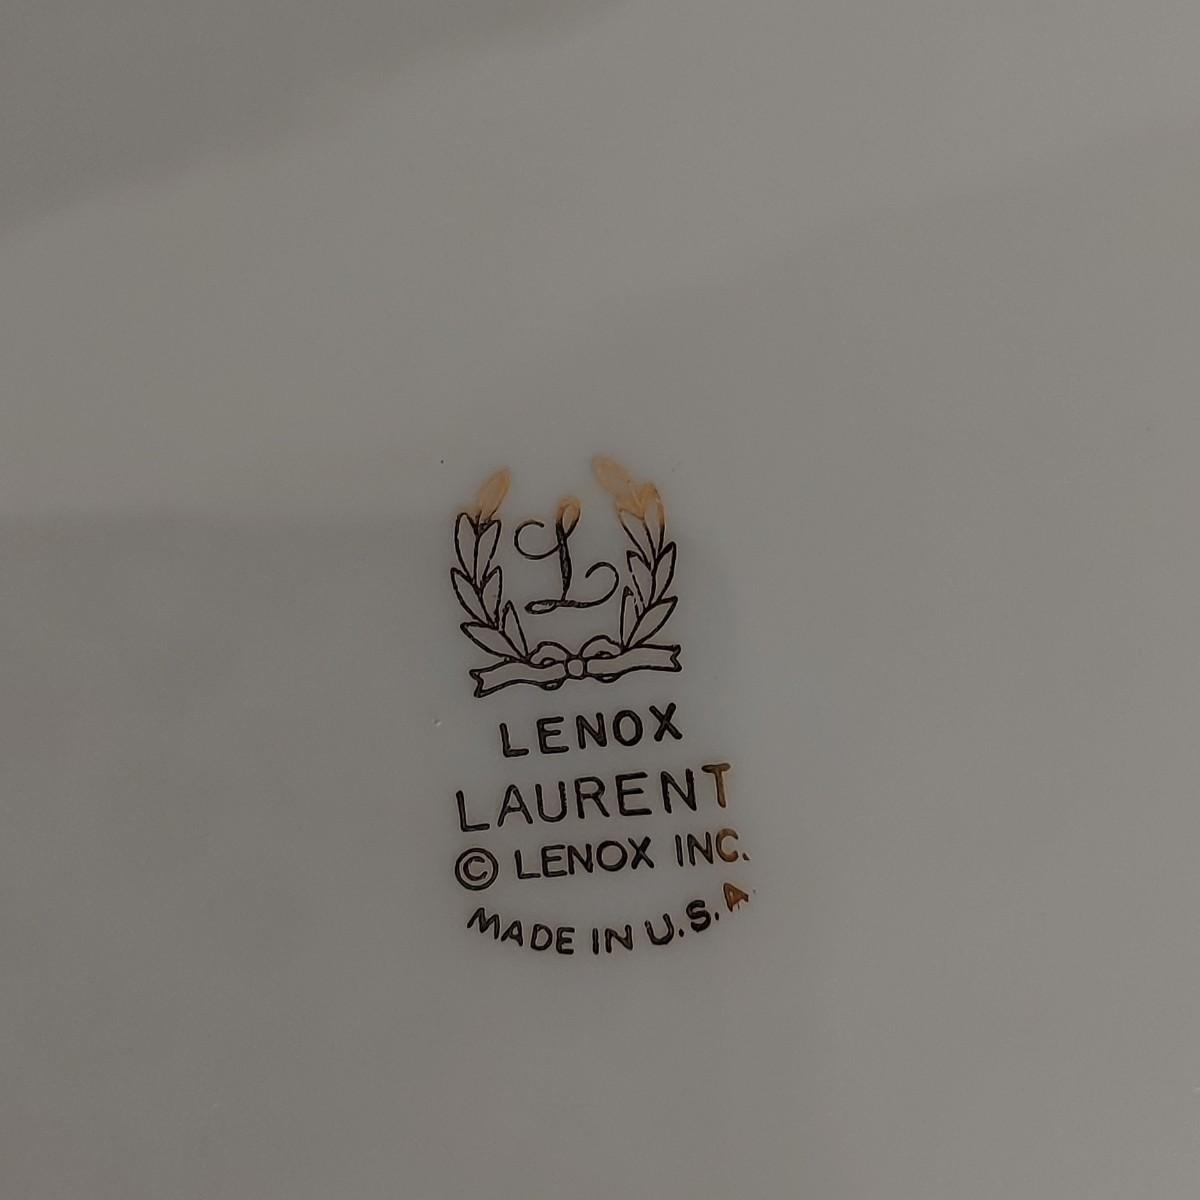 L
LENOX
LAURENT
© LENOX INC.
MADE IN U.S.A